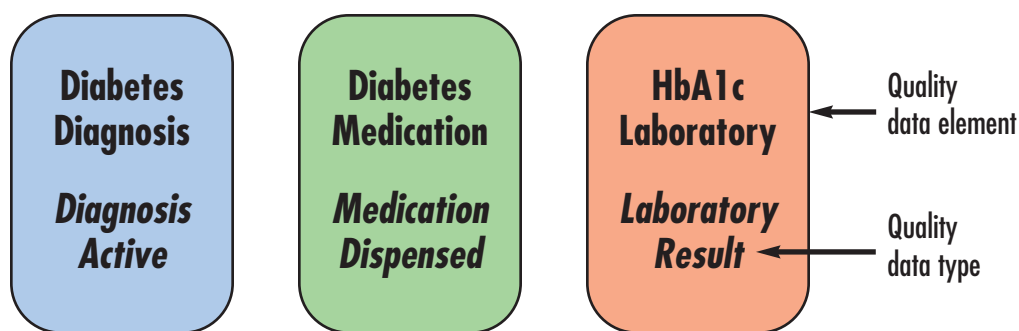 Diabetes
Diagnosis
Diagnosis
Active
Diabetes
Medication
Medication
Dispensed
HbA1c
Laboratory
Laboratory
Result
Quality
data element
Quality
data type